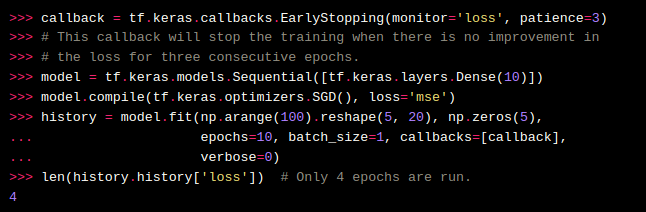 >>> callback = tf.keras.callbacks.EarlyStopping(monitor='loss', patience=3)
>>> # This callback will stop the training when there is no improvement in
>>> # the loss for three consecutive epochs.
>>> model = tf.keras.models.Sequential([tf.keras.layers.Dense(10)])
>>> model.compile(tf.keras.optimizers.SGD(), loss='mse')
>>> history = model.fit(np.arange(100).reshape(5, 20), np.zeros(5),
...                     epochs=10, batch_size=1, callbacks=[callback],
...                     verbose=0)
>>> len(history.history['loss'])  # Only 4 epochs are run.
4